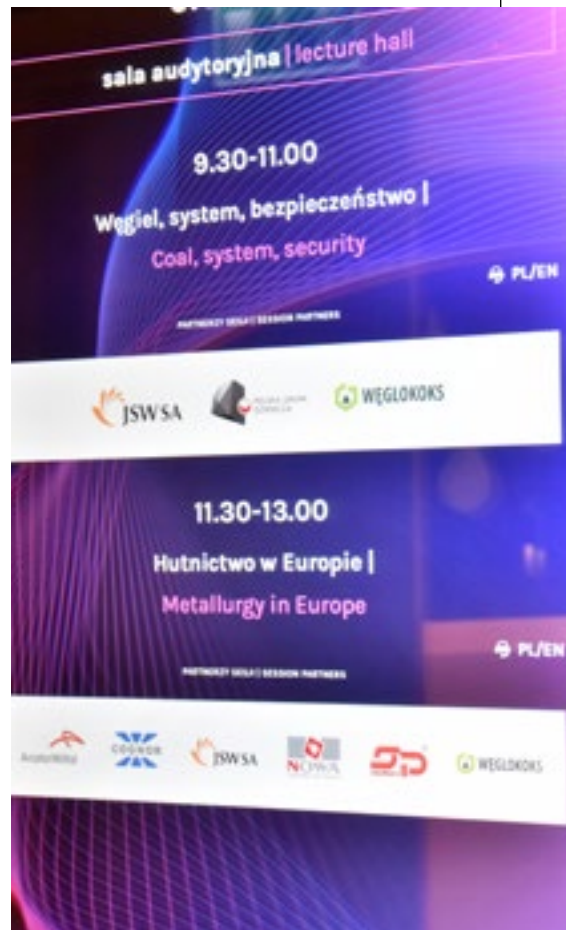 sala audytoryjna | lecture hall
9.30-11.00
Węgiel, system, bezpieczeństwo |
Coal, system, security
PL/EN
PARTNERZY SESJI | SESSION PARTNERS
JSW SA
WĘGLOKOKS
11.30-13.00
Hutnictwo w Europie |
Metallurgy in Europe
PL/EN
PARTNERZY SESJI | SESSION PARTNERS
ArcelorMittal COGNOR JSW SA NOWA WĘGLOKOKS